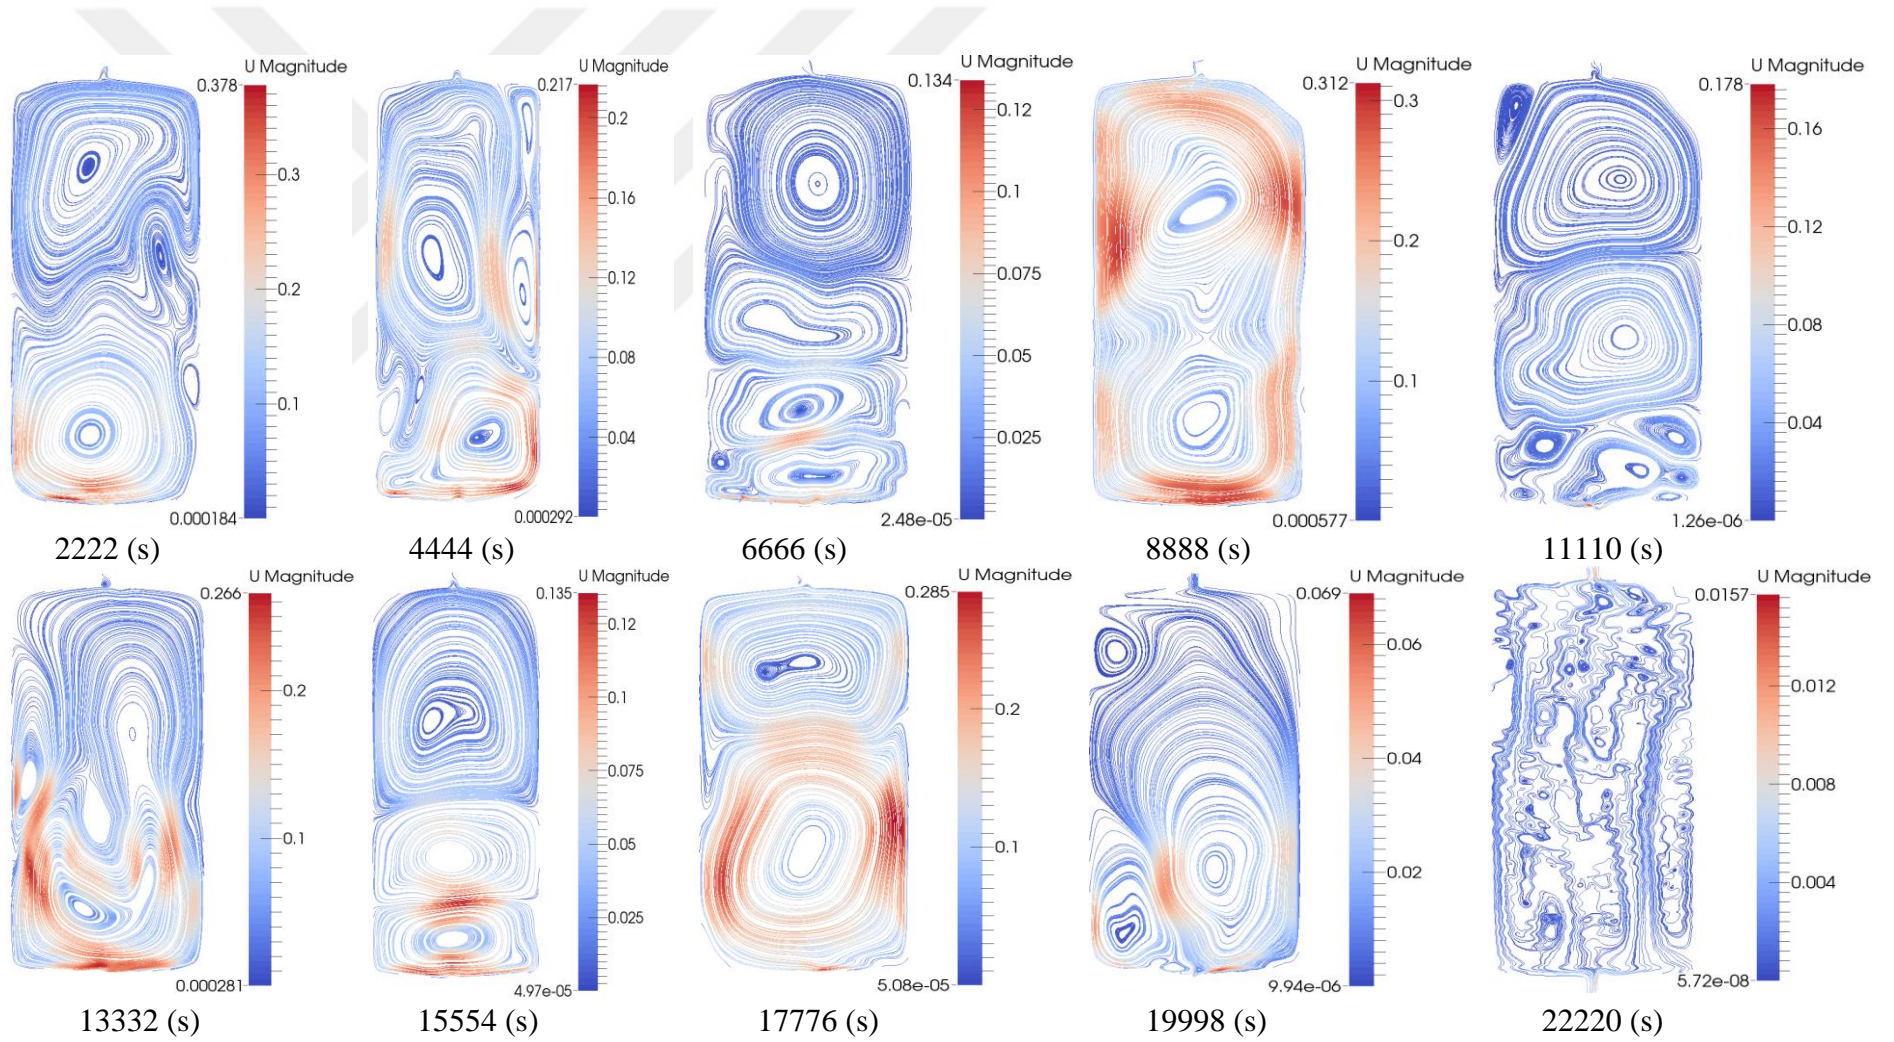 U Magnitude
0.378
0.3
0.2
0.1
0.000184
2222 (s)
U Magnitude
0.217
0.2
0.16
0.12
0.08
0.04
0.000292
4444 (s)
U Magnitude
0.134
0.12
0.1
0.075
0.05
0.025
2.48e-05
6666 (s)
U Magnitude
0.312
0.3
0.2
0.1
0.000577
8888 (s)
U Magnitude
0.178
0.16
0.12
0.08
0.04
1.26e-06
11110 (s)
U Magnitude
0.266
0.2
0.1
0.000281
13332 (s)
U Magnitude
0.135
0.12
0.1
0.075
0.05
0.025
4.97e-05
15554 (s)
U Magnitude
0.285
0.2
0.1
5.08e-05
17776 (s)
U Magnitude
0.069
0.06
0.04
0.02
9.94e-06
19998 (s)
U Magnitude
0.0157
0.012
0.008
0.004
5.72e-08
22220 (s)